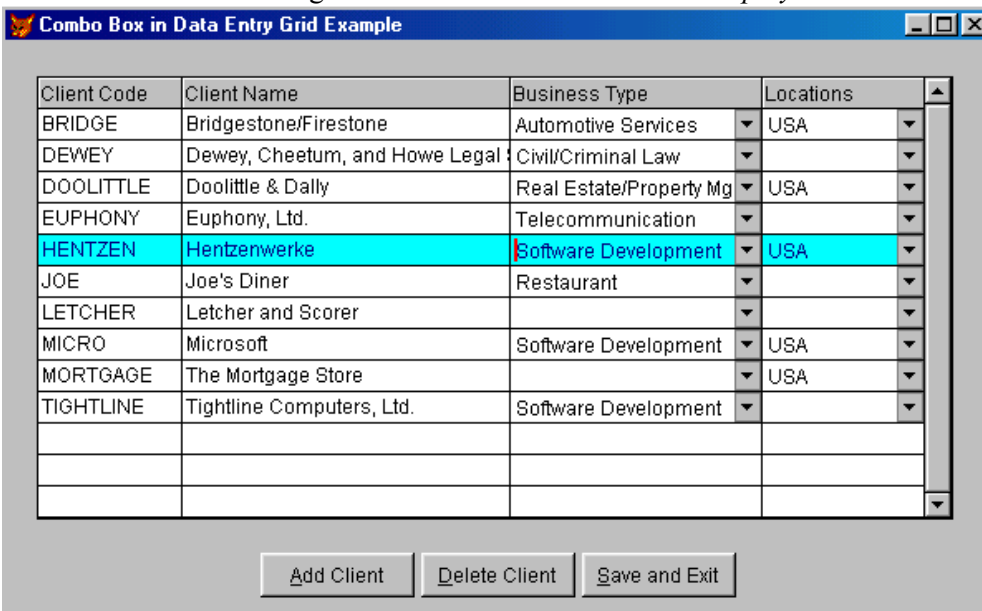 Combo Box in Data Entry Grid Example
Client Code Client Name Business Type Locations
BRIDGE Bridgestone/Firestone Automotive Services USA
DEWEY Dewey, Cheetum, and Howe Legal Civil/Criminal Law
DOOLITTLE Doolittle & Dally Real Estate/Property Mg USA
EUPHONY Euphony, Ltd. Telecommunication
HENTZEN Hentzenwerke Software Development USA
JOE Joe's Diner Restaurant
LETCHER Letcher and Scorer
MICRO Microsoft Software Development USA
MORTGAGE The Mortgage Store USA
TIGHTLINE Tightline Computers, Ltd. Software Development
Add Client Delete Client Save and Exit